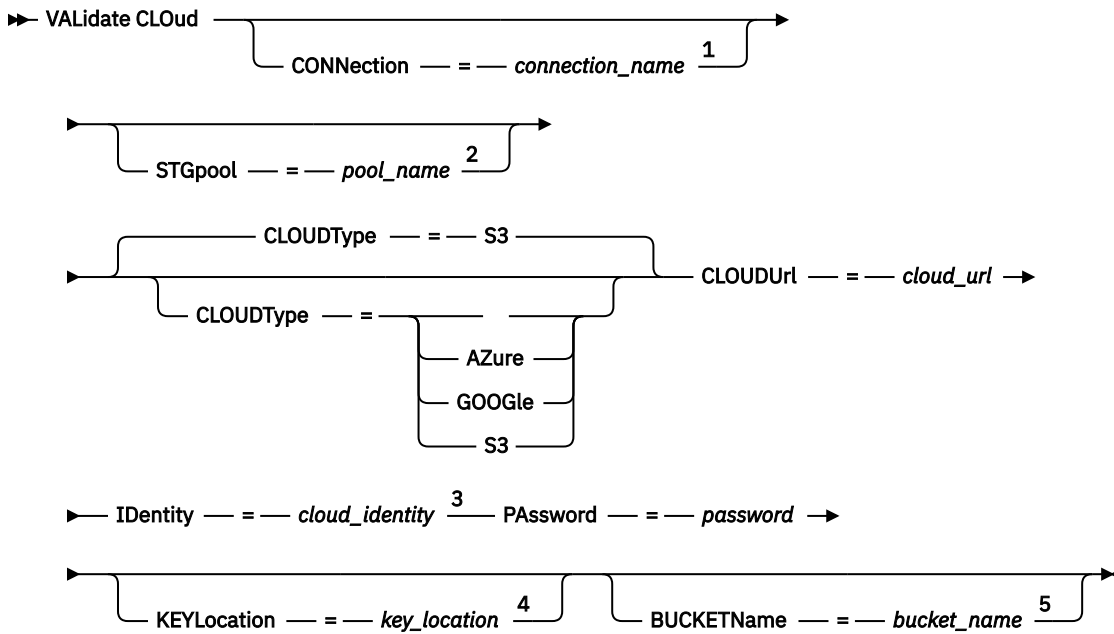 VALidate CLOud
CONNection = connection_name 1
STGpool = pool_name 2
CLOUDType = S3
CLOUDUrl = cloud_url
CLOUDType =
AZure
GOOGle
S3
IDentity = cloud_identity 3 PAssword = password
KEYLocation = key_location 4 BUCKETName = bucket_name 5